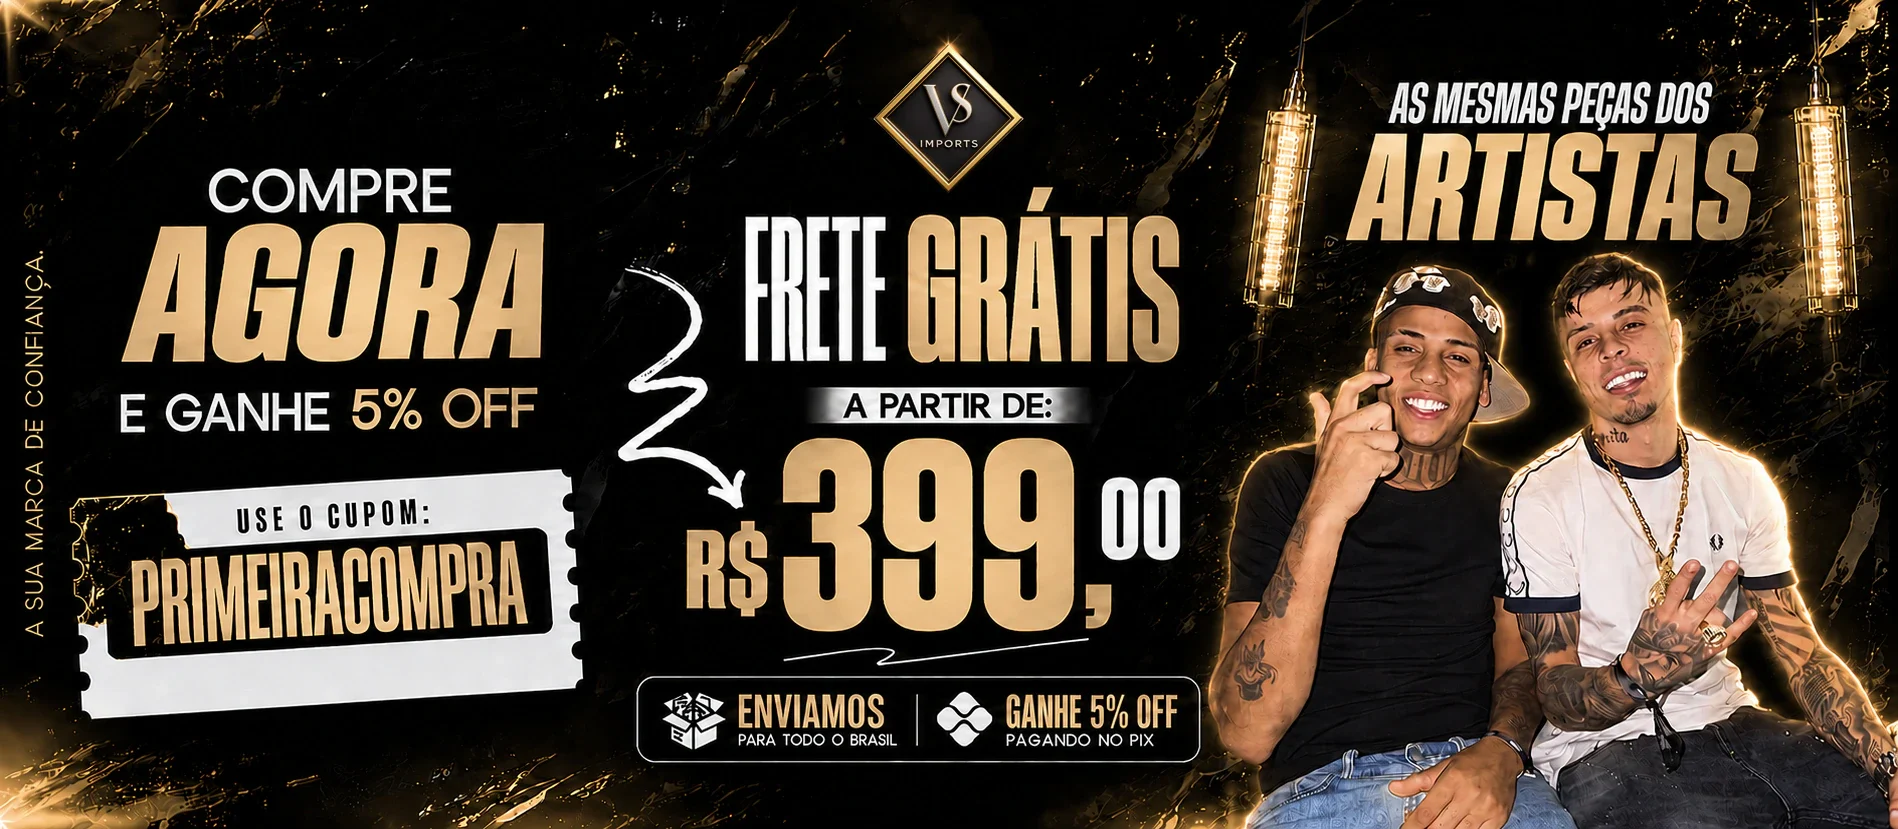 A SUA MARCA DE CONFIANÇA.
COMPRE
AGORA
E GANHE 5% OFF
USE O CUPOM:
PRIMEIRACOMPRA
VS
IMPORTS
FRETE GRÁTIS
A PARTIR DE:
R$399,00
ENVIAMOS
PARA TODO O BRASIL
GANHE 5% OFF
PAGANDO NO PIX
AS MESMAS PEÇAS DOS
ARTISTAS